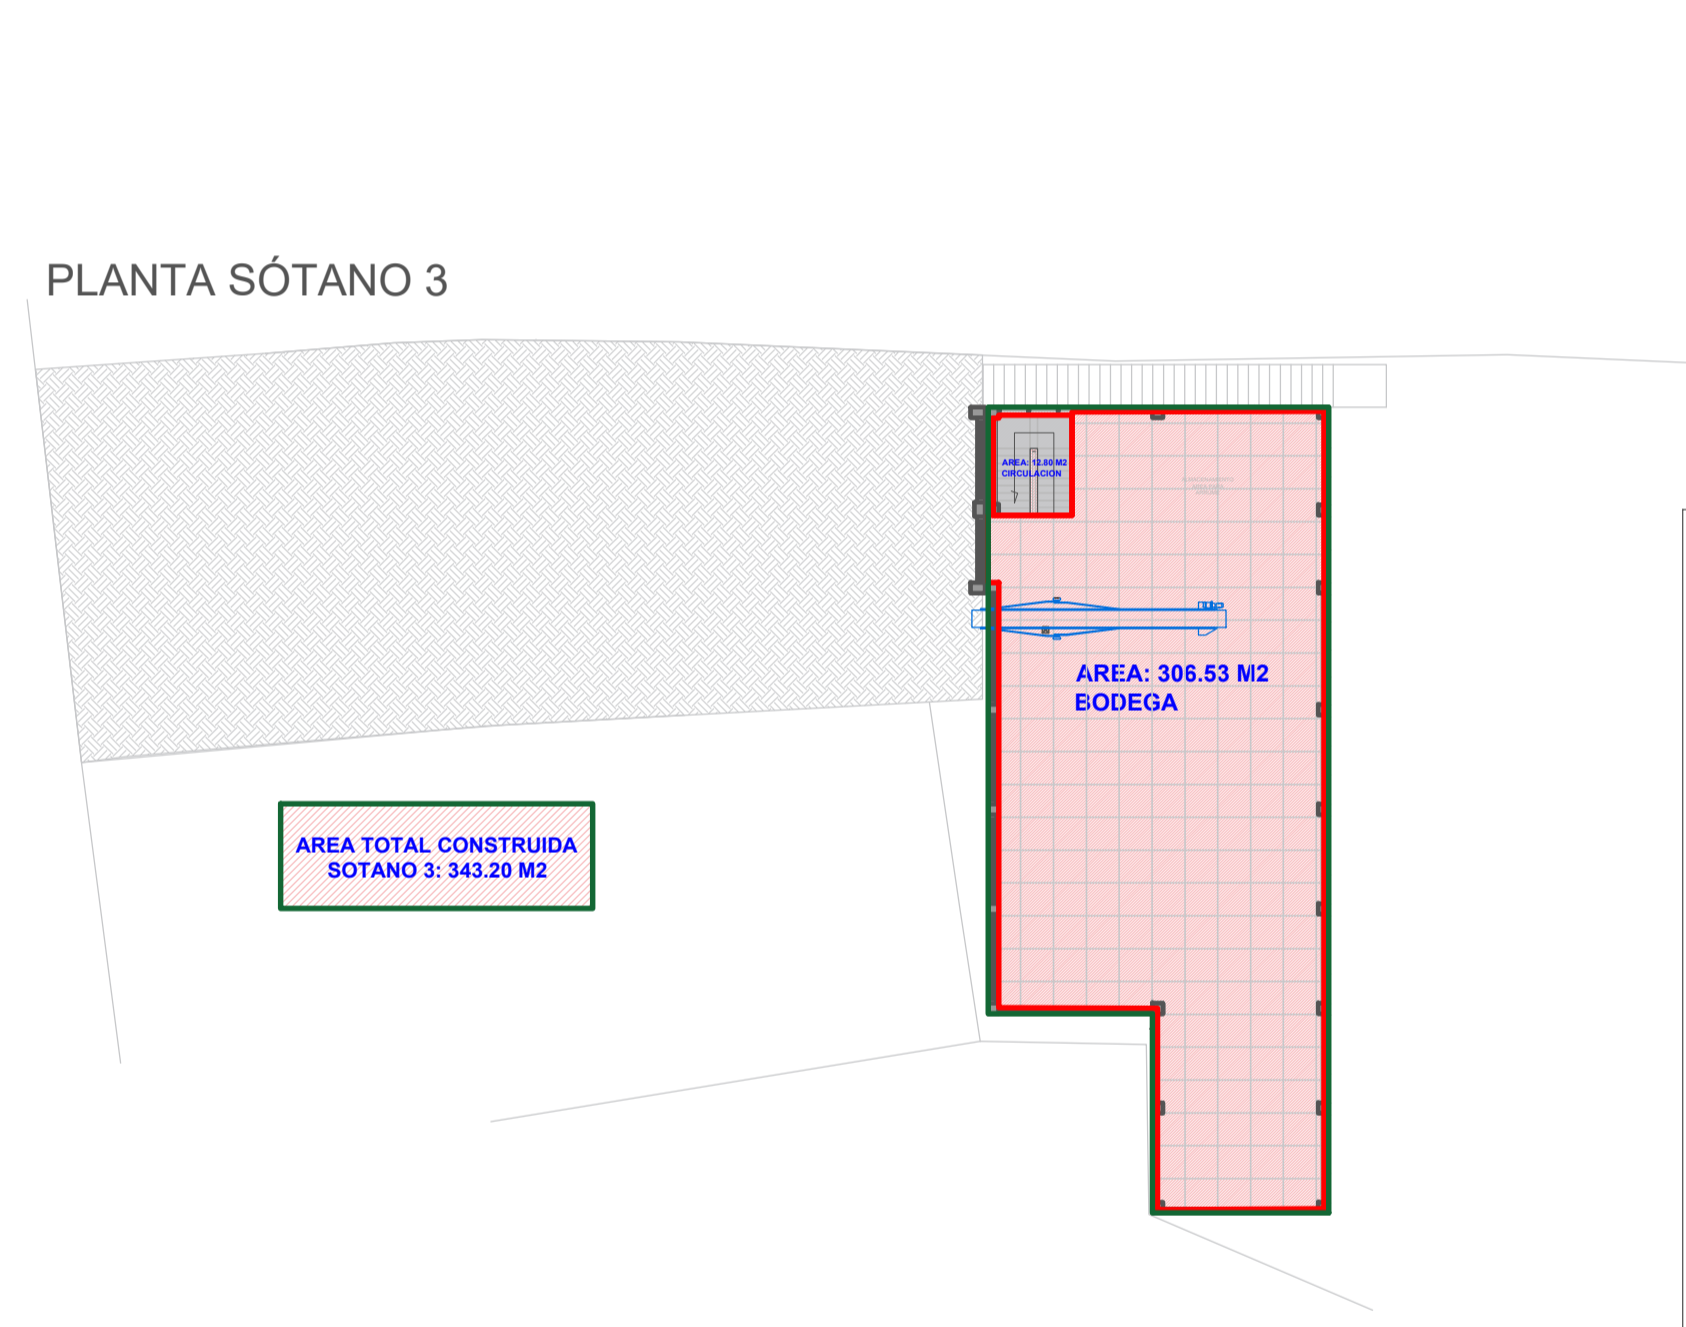 PLANTA SÓTANO 3
AREA: 12.80 M2
CIRCULACION
AREA: 306.53 M2
BODEGA
AREA TOTAL CONSTRUIDA
SOTANO 3: 343.20 M2